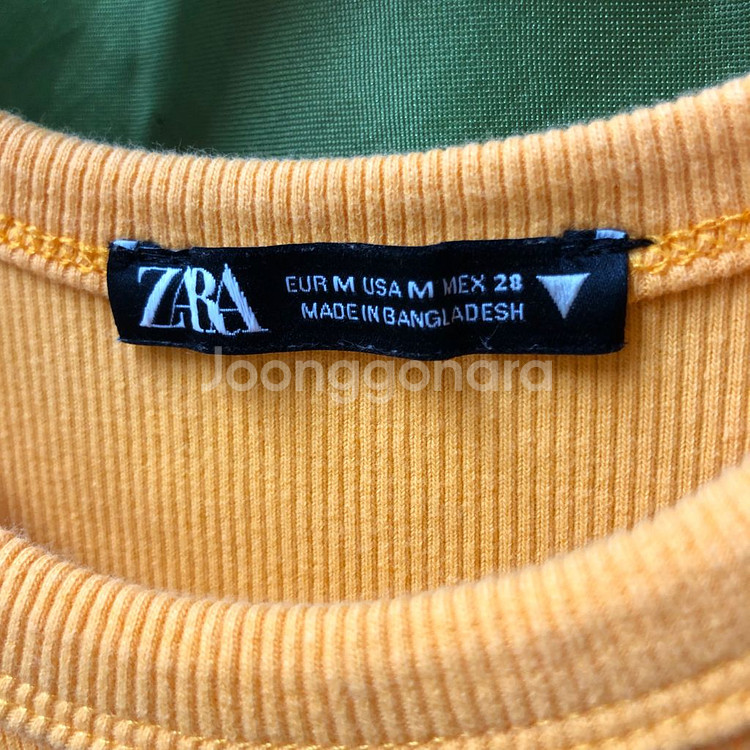 ZARA
EUR M USA M MEX 28
MADE IN BANGLADESH
Joonggonara